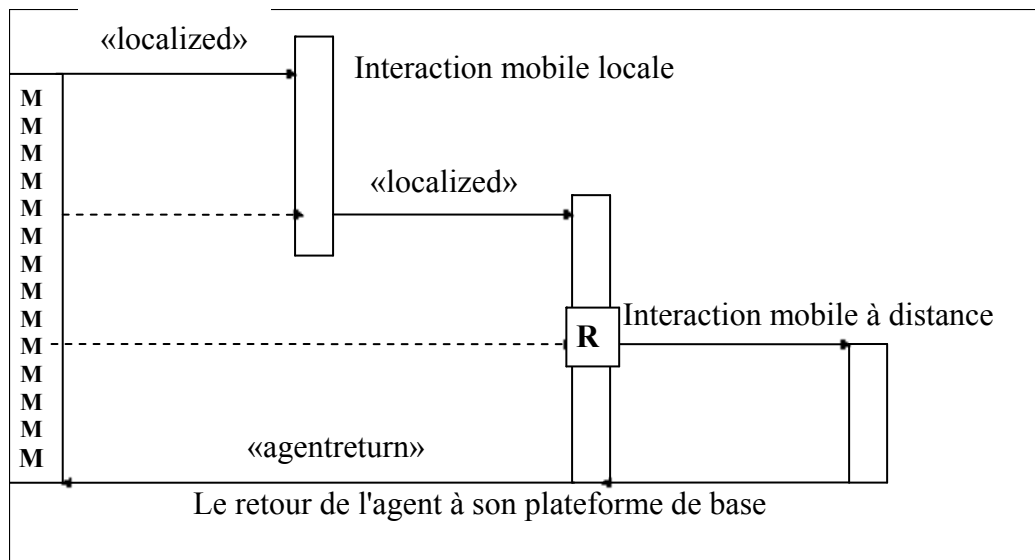 «localized»
Interaction mobile locale
M
M
M
M
«localized»
M
M
M
M
M
Interaction mobile à distance
R
M
M
M
M
«agentreturn»
M
Le retour de l'agent à son plateforme de base